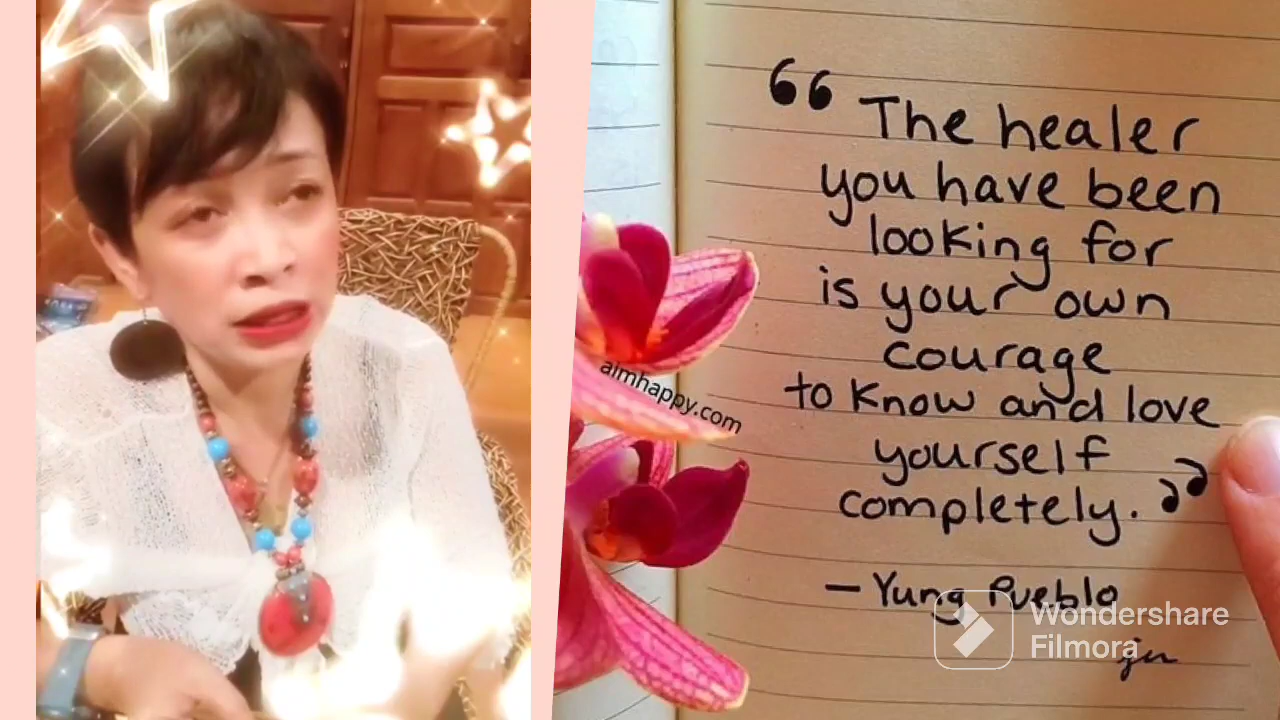 “ The healer
you have been
looking for
is your own
courage
to know and love
yourself
completely. ”
— Yung Pueblo
aimhappy.com
Wondershare
Filmora